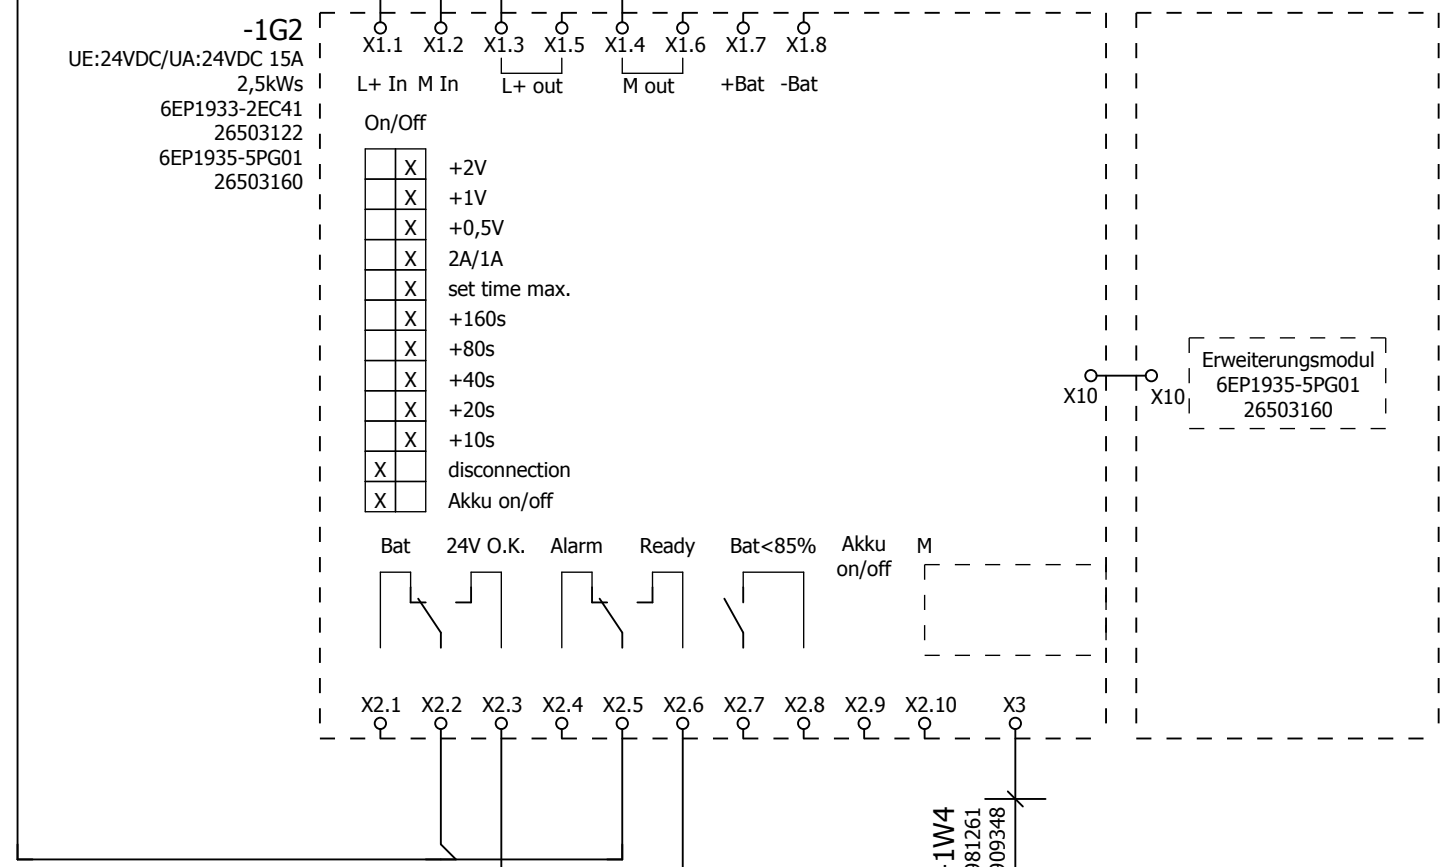 -1G2
UE:24VDC/UA:24VDC 15A
2,5kWs
6EP1933-2EC41
26503122
6EP1935-5PG01
26503160
X1.1 X1.2 X1.3 X1.5 X1.4 X1.6 X1.7 X1.8
L+ In M In L+ out M out +Bat -Bat
On/Off
X +2V
X +1V
X +0,5V
X 2A/1A
X set time max.
X +160s
X +80s
X +40s
X +20s
X +10s
X disconnection
X Akku on/off
X10 X10
Erweiterungsmodul
6EP1935-5PG01
26503160
Bat 24V O.K. Alarm Ready Bat<85% Akku on/off M
X2.1 X2.2 X2.3 X2.4 X2.5 X2.6 X2.7 X2.8 X2.9 X2.10 X3